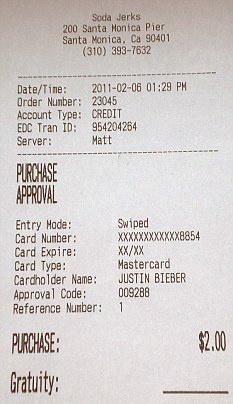 Soda Jerks
200 Santa Monica Pier
Santa Monica, Ca 90401
(310) 393-7632
Date/Time: 2011-02-06 01:29 PM
Order Number: 23045
Account Type: CREDIT
EDC Tran ID: 954204264
Server: Matt
PURCHASE
APPROVAL
Entry Mode: Swiped
Card Number: XXXXXXXXXXXX8854
Card Expire: XX/XX
Card Type: Mastercard
Cardholder Name: JUSTIN BIEBER
Approval Code: 009288
Reference Number: 1
PURCHASE: $2.00
Gratuity: